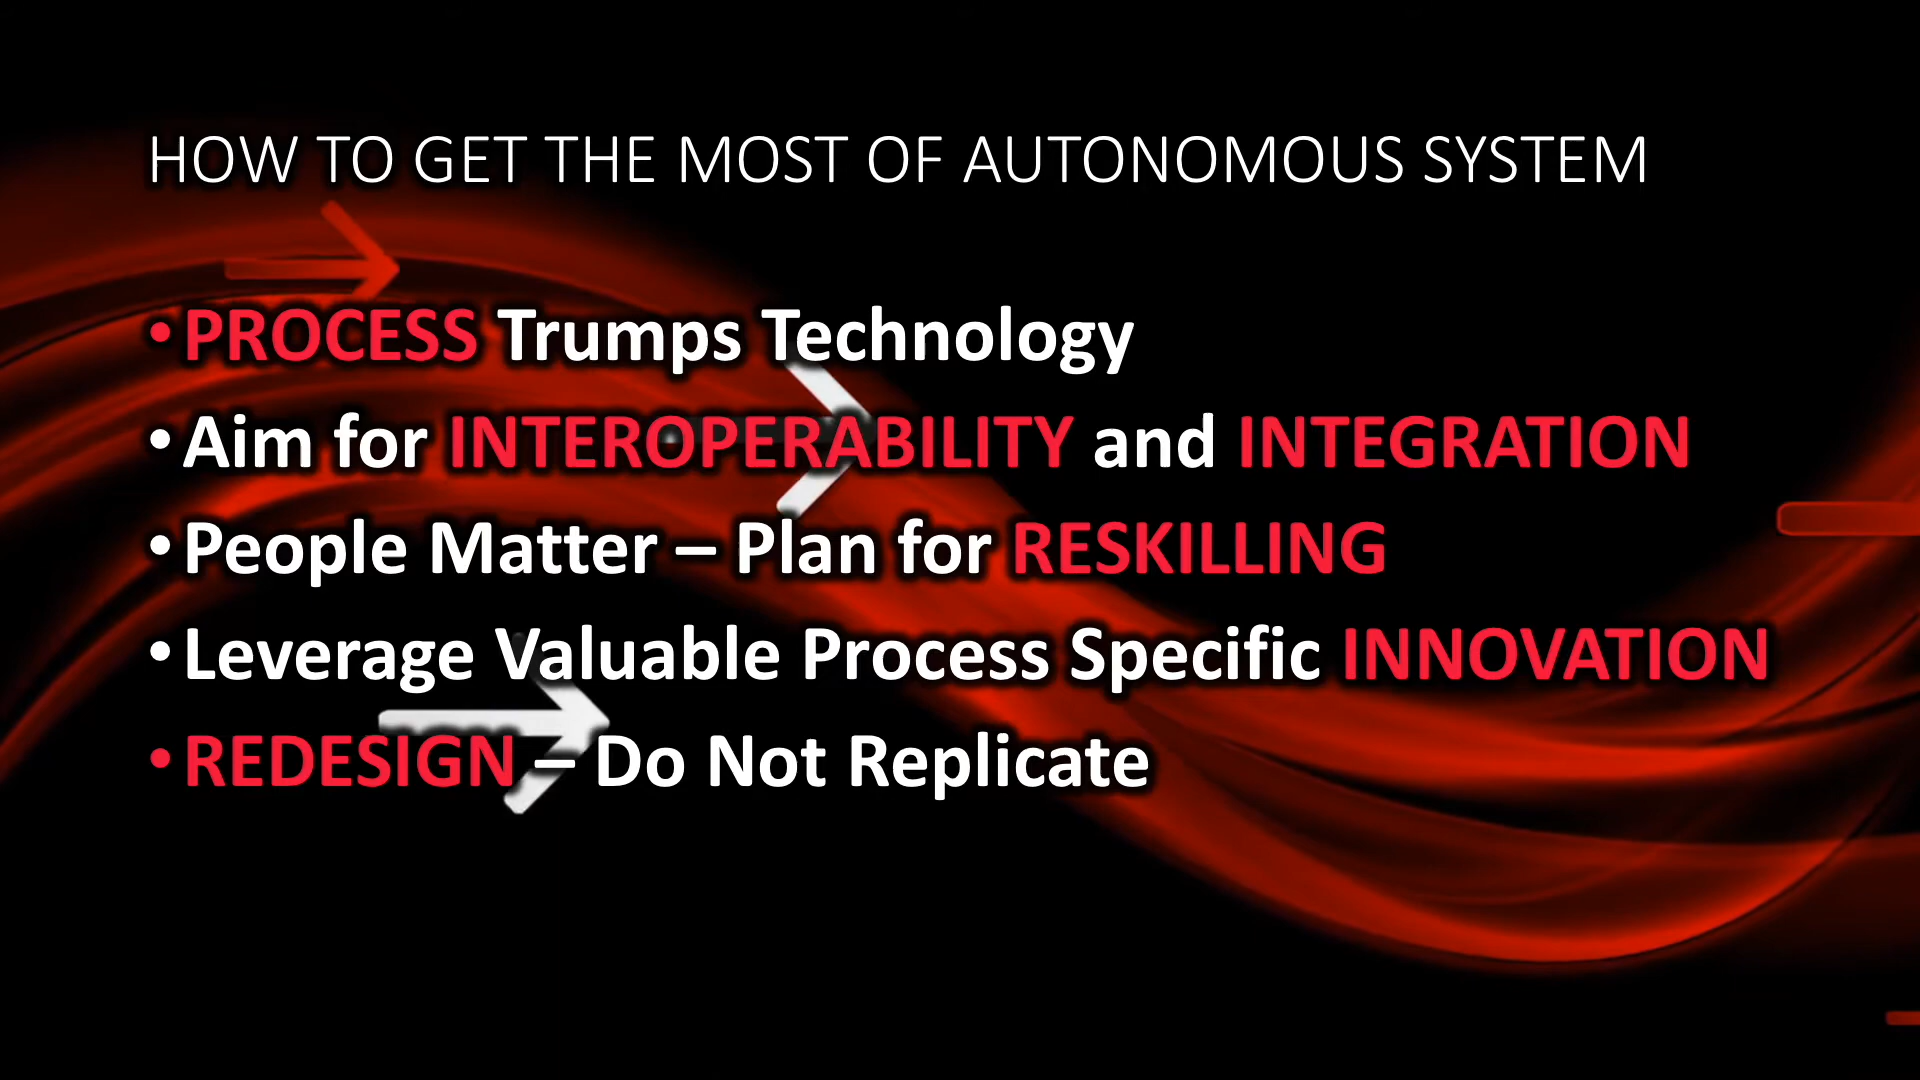 HOW TO GET THE MOST OF AUTONOMOUS SYSTEM
•PROCESS Trumps Technology
•Aim for INTEROPERABILITY and INTEGRATION
•People Matter – Plan for RESKILLING
•Leverage Valuable Process Specific INNOVATION
•REDESIGN – Do Not Replicate